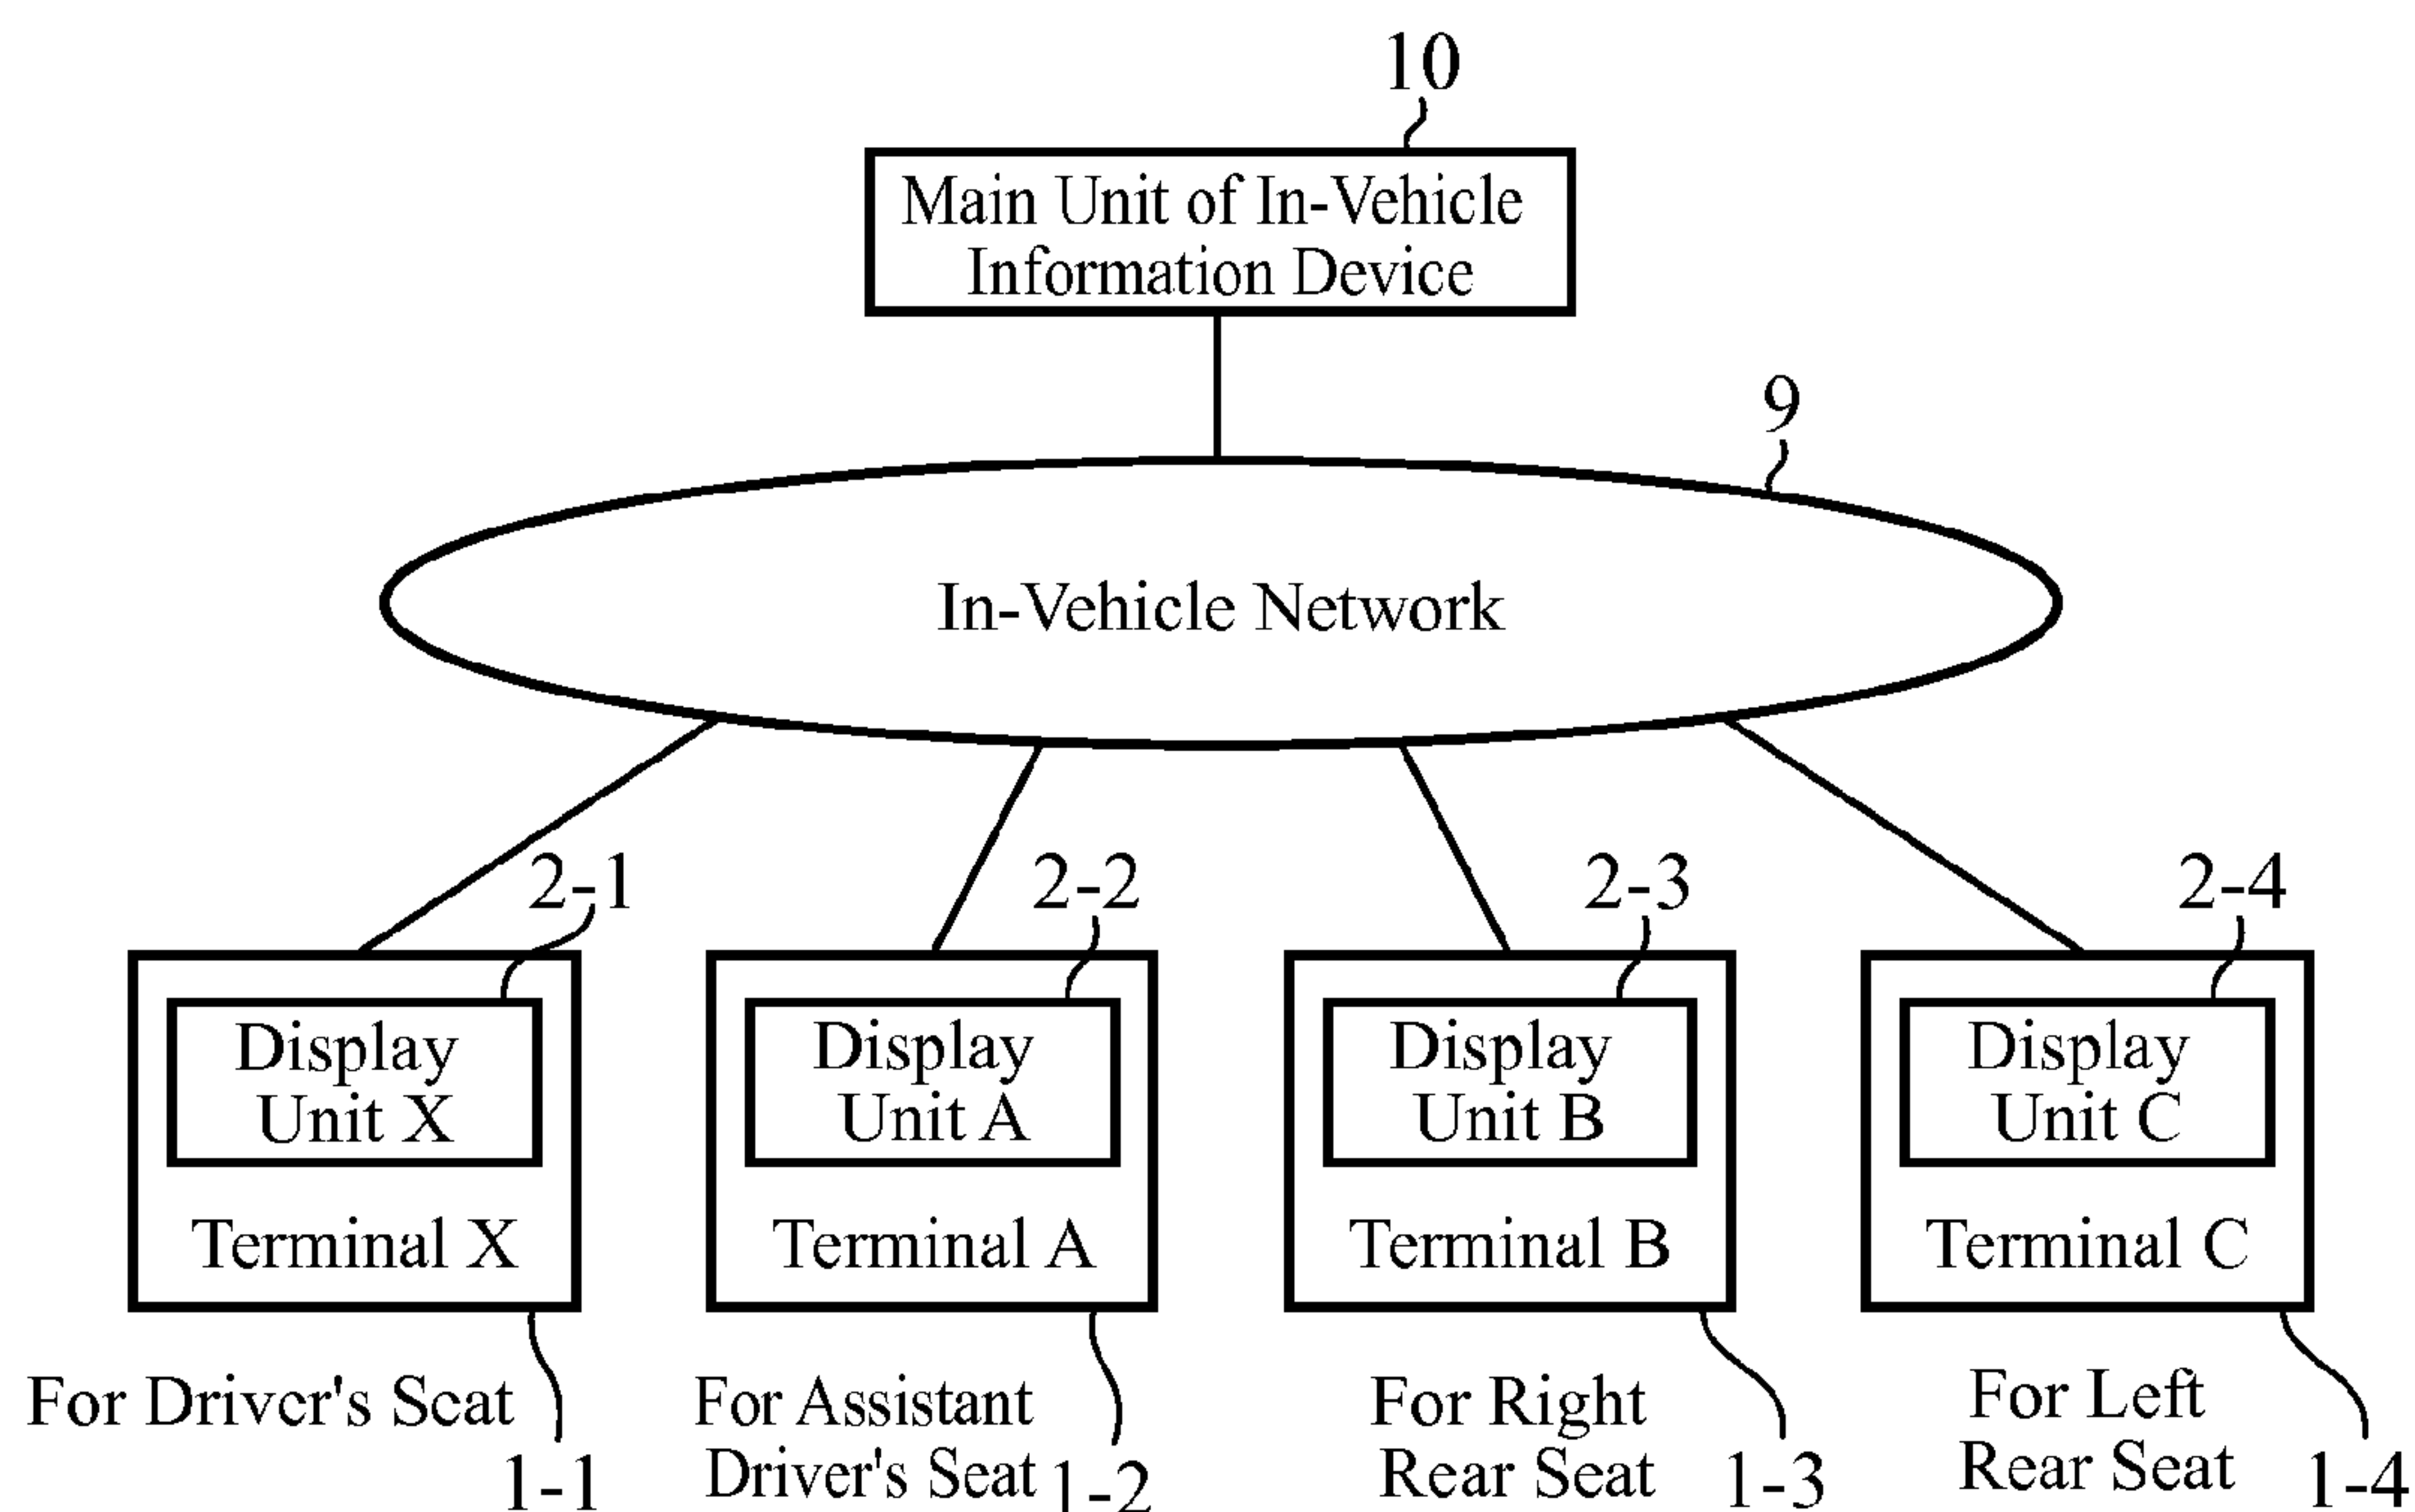 10
Main Unit of In-Vehicle
Information Device
9
In-Vehicle Network
2-1
2-2
2-3
2-4
Display
Unit X
Terminal X
Display
Unit A
Terminal A
Display
Unit B
Terminal B
Display
Unit C
Terminal C
For Driver's Seat
1-1
For Assistant
Driver's Seat
1-2
For Right
Rear Seat
1-3
For Left
Rear Seat
1-4